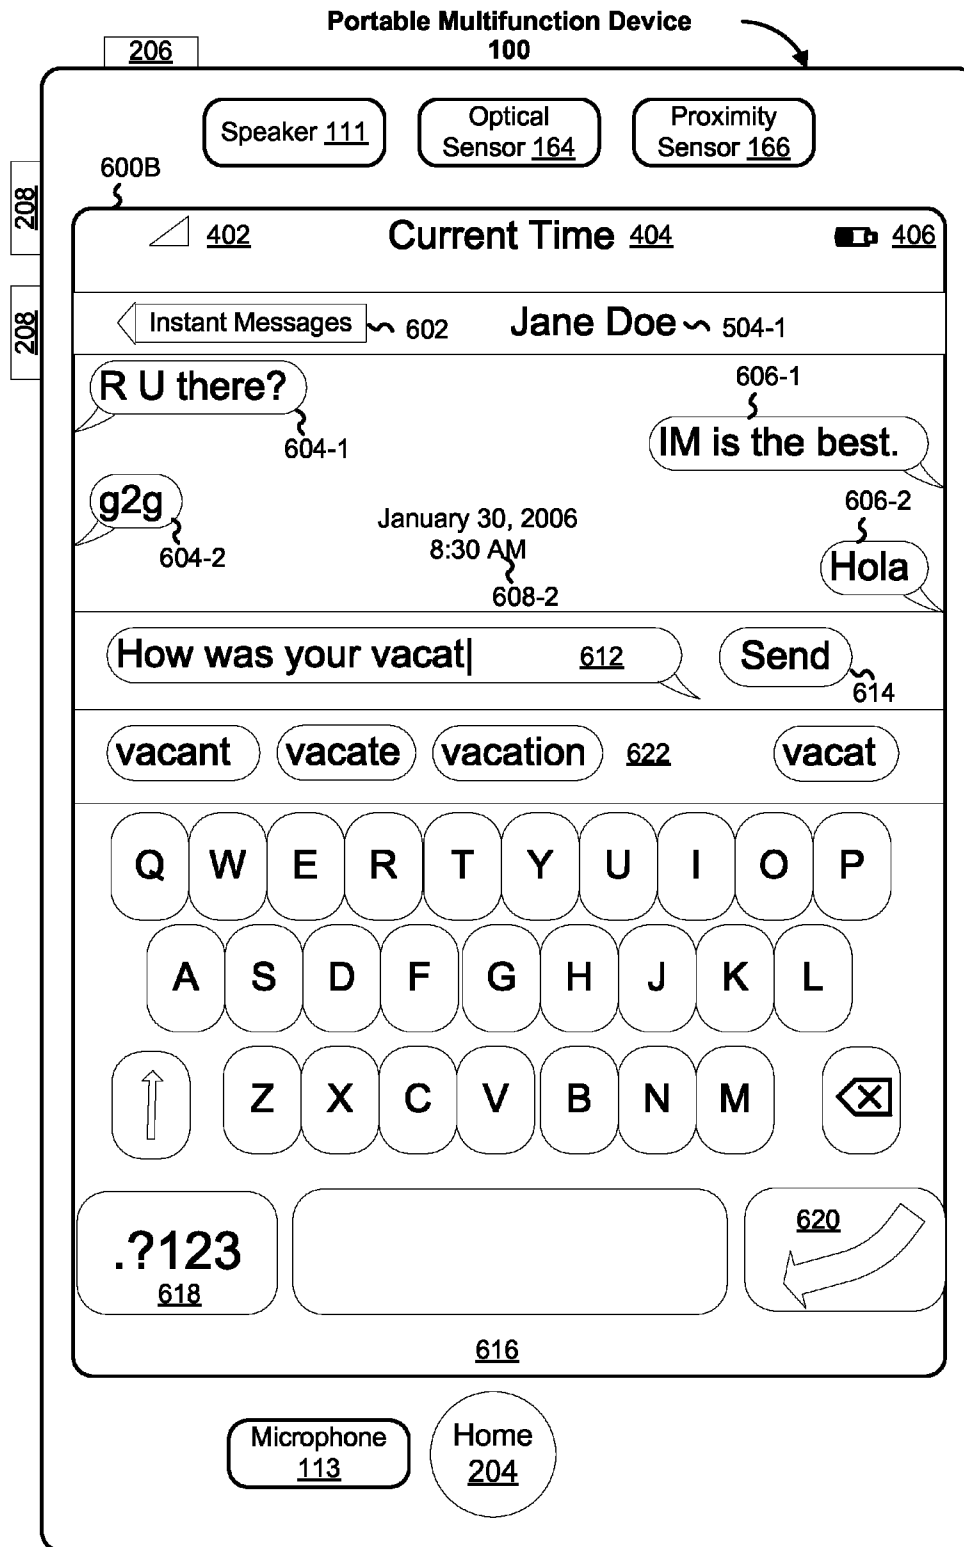 Portable Multifunction Device
100
206
Speaker 111
Optical
Sensor 164
Proximity
Sensor 166
600B
208
208
402
Current Time 404
406
Instant Messages
602
Jane Doe
504-1
R U there?
604-1
606-1
IM is the best.
g2g
604-2
January 30, 2006
8:30 AM
608-2
606-2
Hola
How was your vacat
612
Send
614
vacant
vacate
vacation
622
vacat
Q W E R T Y U I O P
A S D F G H J K L
Z X C V B N M
.?123
618
620
616
Microphone
113
Home
204